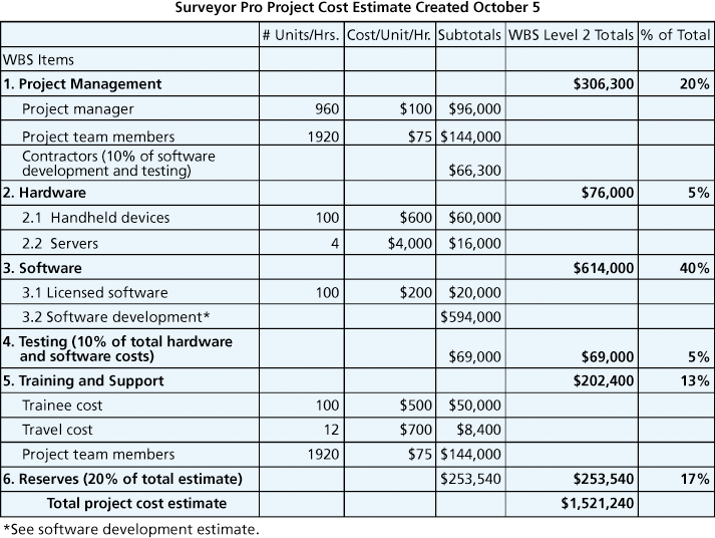 Surveyor Pro Project Cost Estimate Created October 5
# Units/Hrs. Cost/Unit/Hr. Subtotals WBS Level 2 Totals % of Total
WBS Items
1. Project Management $306,300 20%
Project manager 960 $100 $96,000
Project team members 1920 $75 $144,000
Contractors (10% of software
development and testing) $66,300
2. Hardware $76,000 5%
2.1 Handheld devices 100 $600 $60,000
2.2 Servers 4 $4,000 $16,000
3. Software $614,000 40%
3.1 Licensed software 100 $200 $20,000
3.2 Software development* $594,000
4. Testing (10% of total hardware
and software costs) $69,000 $69,000 5%
5. Training and Support $202,400 13%
Trainee cost 100 $500 $50,000
Travel cost 12 $700 $8,400
Project team members 1920 $75 $144,000
6. Reserves (20% of total estimate) $253,540 $253,540 17%
Total project cost estimate $1,521,240
*See software development estimate.